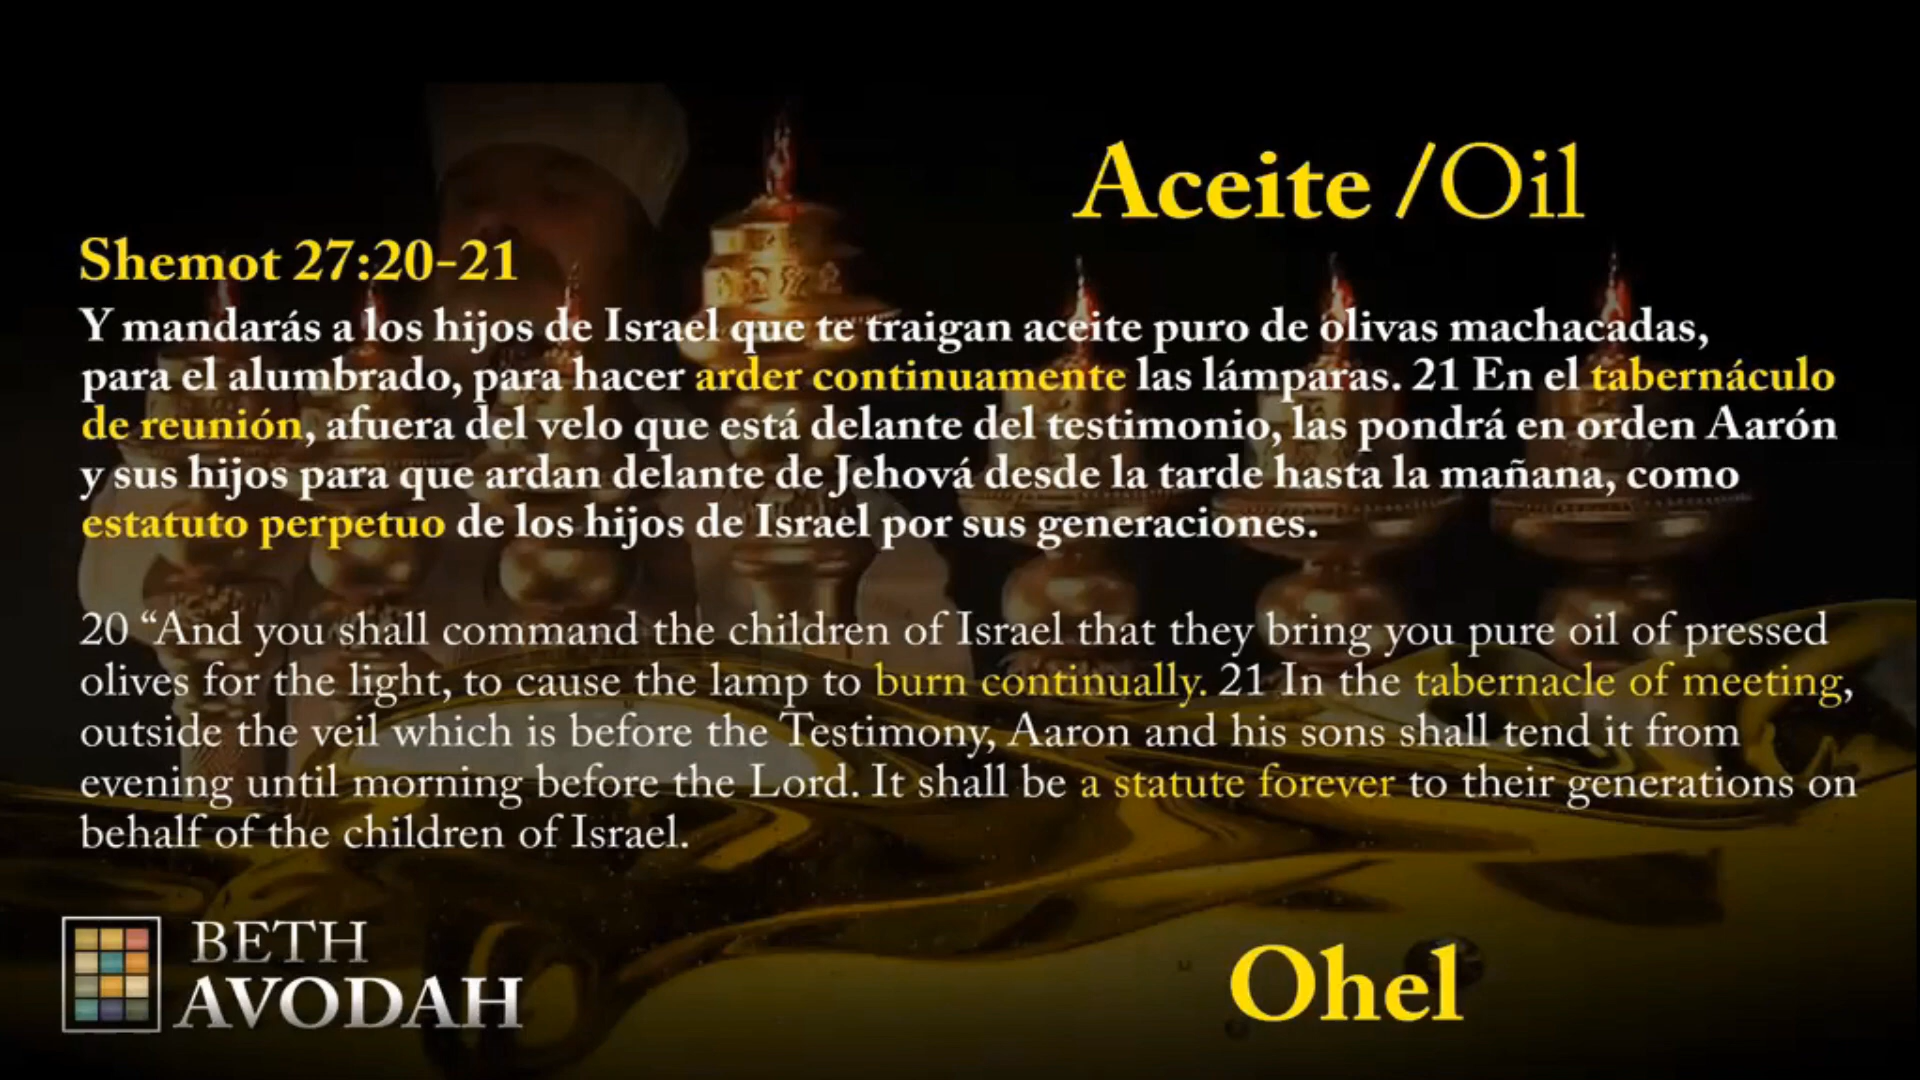 Aceite /Oil
Shemot 27:20-21
Y mandarás a los hijos de Israel que te traigan aceite puro de olivas machacadas,
para el alumbrado, para hacer arder continuamente las lámparas. 21 En el tabernáculo
de reunión, afuera del velo que está delante del testimonio, las pondrá en orden Aarón
y sus hijos para que ardan delante de Jehová desde la tarde hasta la mañana, como
estatuto perpetuo de los hijos de Israel por sus generaciones.
20 “And you shall command the children of Israel that they bring you pure oil of pressed
olives for the light, to cause the lamp to burn continually. 21 In the tabernacle of meeting,
outside the veil which is before the Testimony, Aaron and his sons shall tend it from
evening until morning before the Lord. It shall be a statute forever to their generations on
behalf of the children of Israel.
BETH
AVODAH
Ohel